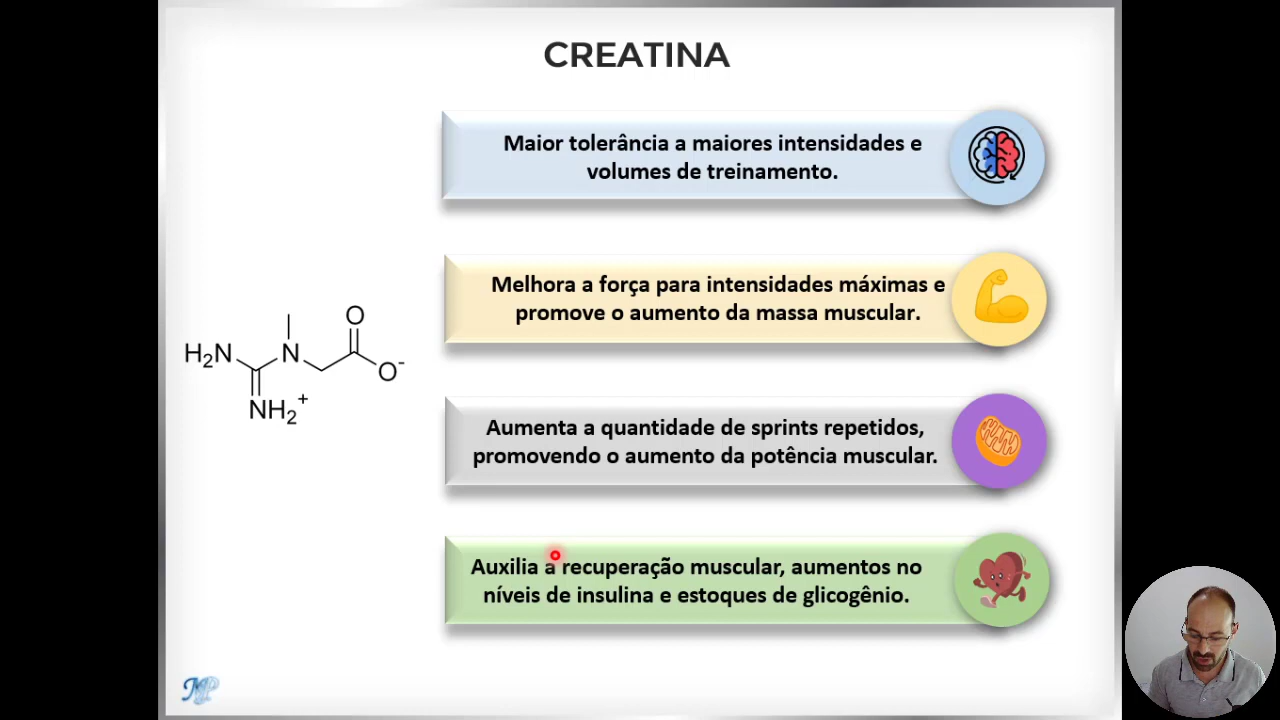 CREATINA
Maior tolerância a maiores intensidades e
volumes de treinamento.
Melhora a força para intensidades máximas e
promove o aumento da massa muscular.
H₂N
N
O
O⁻
NH₂⁺
Aumenta a quantidade de sprints repetidos,
promovendo o aumento da potência muscular.
Auxilia a recuperação muscular, aumentos no
níveis de insulina e estoques de glicogênio.
MP